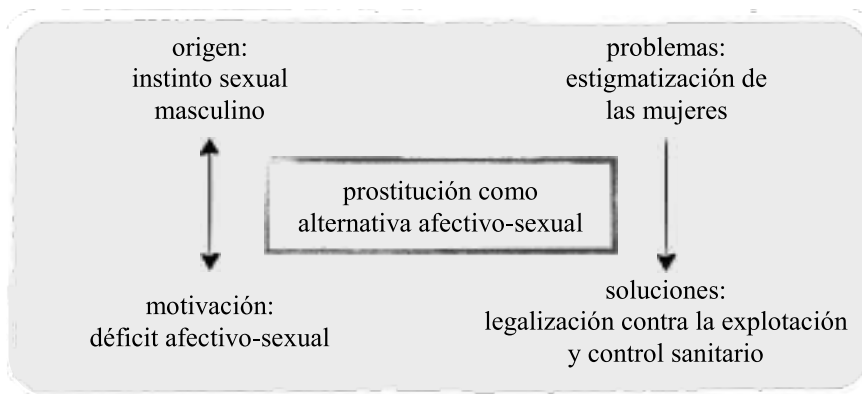 origen:
instinto sexual
masculino
problemas:
estigmatización de
las mujeres
prostitución como
alternativa afectivo-sexual
motivación:
déficit afectivo-sexual
soluciones:
legalización contra la explotación
y control sanitario